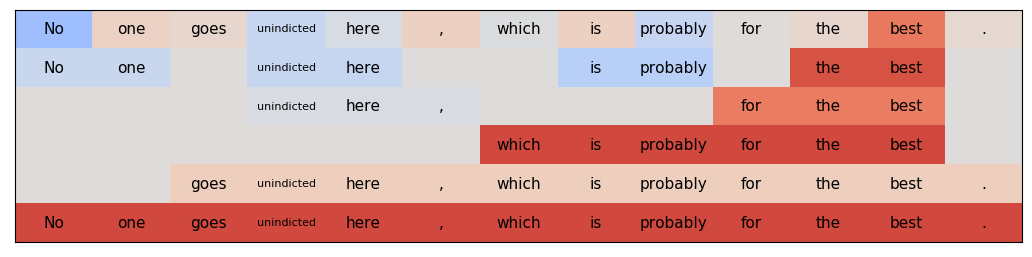 No one goes unindicted here , which is probably for the best .
No one unindicted here is probably the best
unindicted here , for the best
which is probably for the best
goes unindicted here , which is probably for the best .
No one goes unindicted here , which is probably for the best .